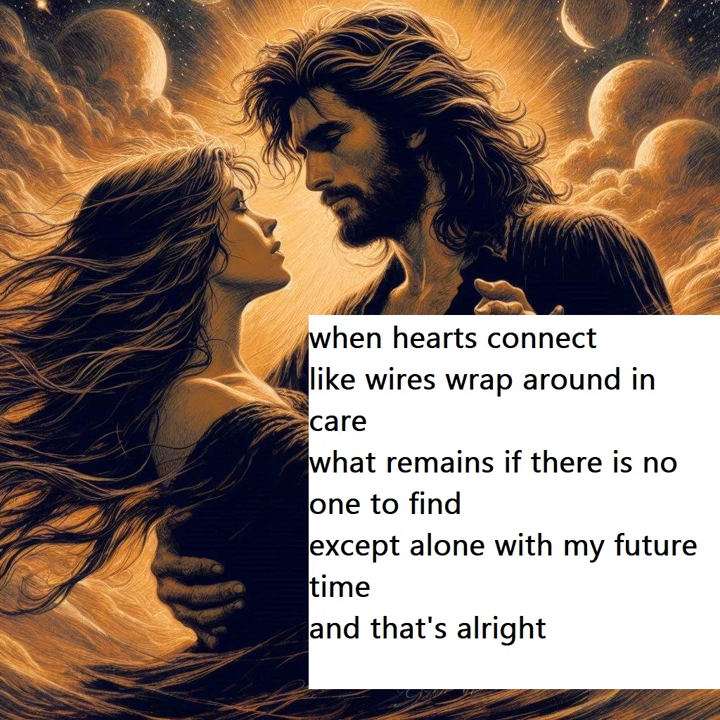 when hearts connect
like wires wrap around in
care
what remains if there is no
one to find
except alone with my future
time
and that's alright